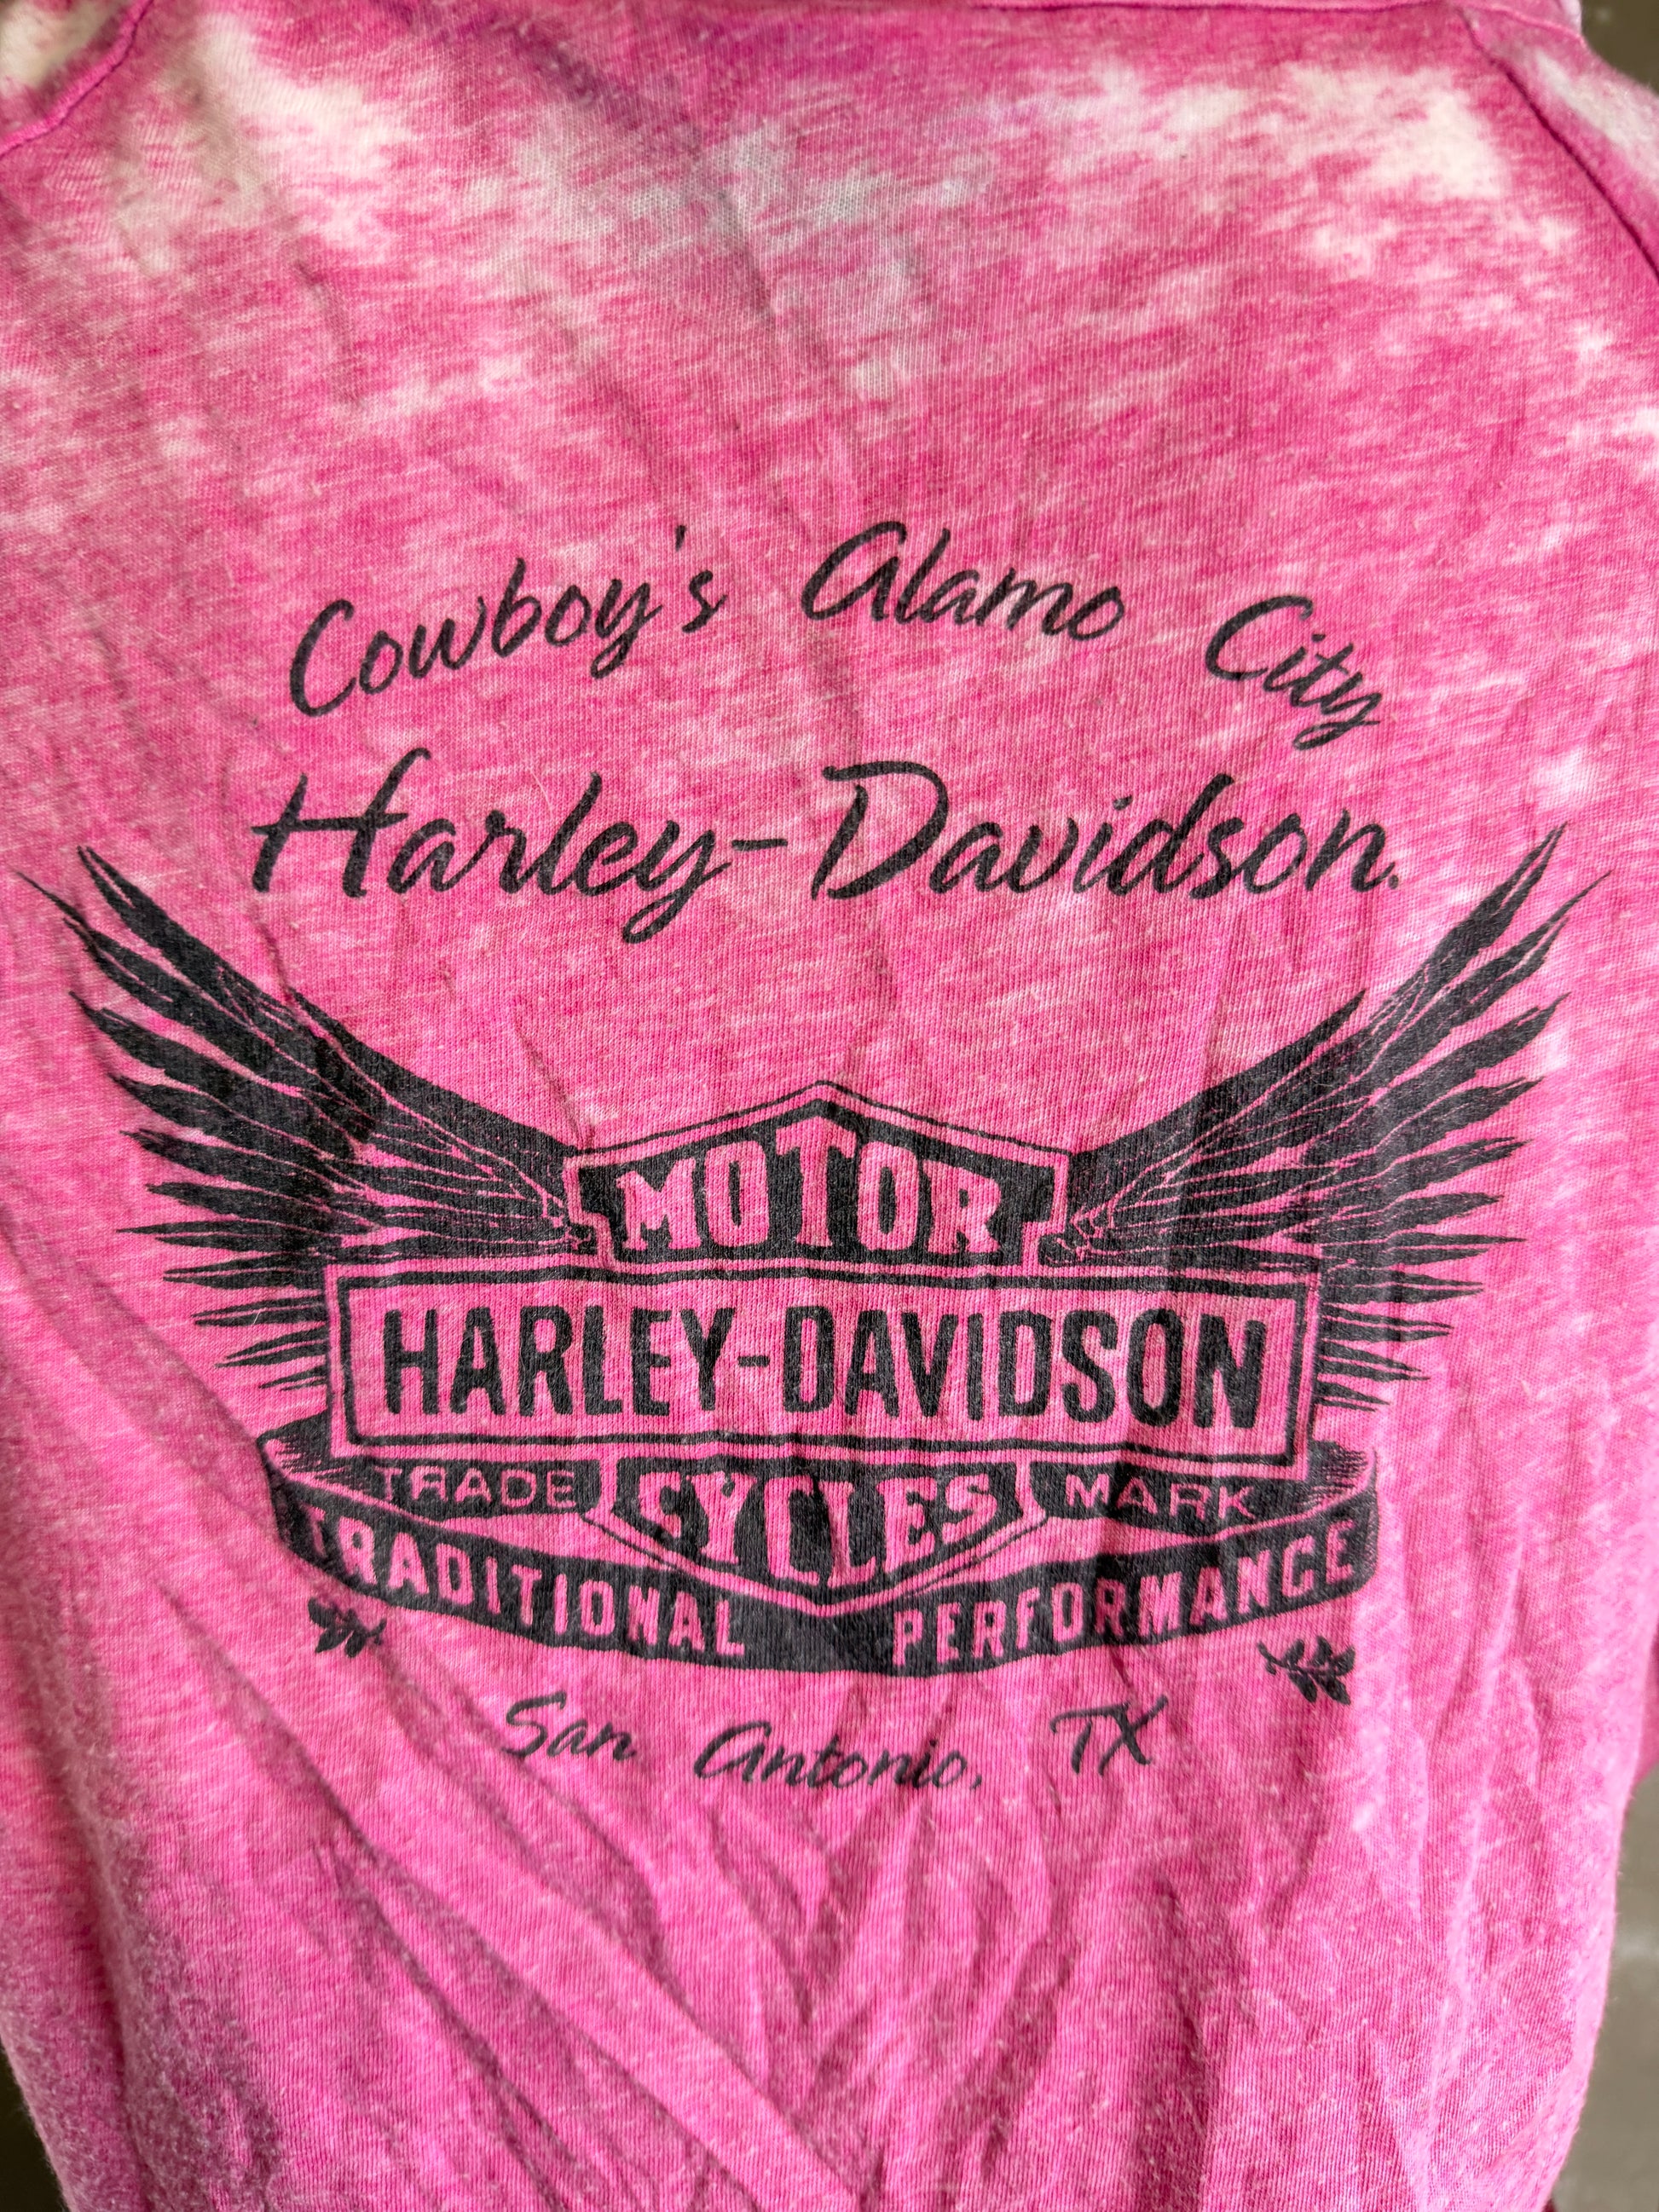 Cowboy's Alamo City
Harley-Davidson.
MOTOR
HARLEY-DAVIDSON
TRADE CYCLES MARK
TRADITIONAL PERFORMANCE
San Antonio, TX